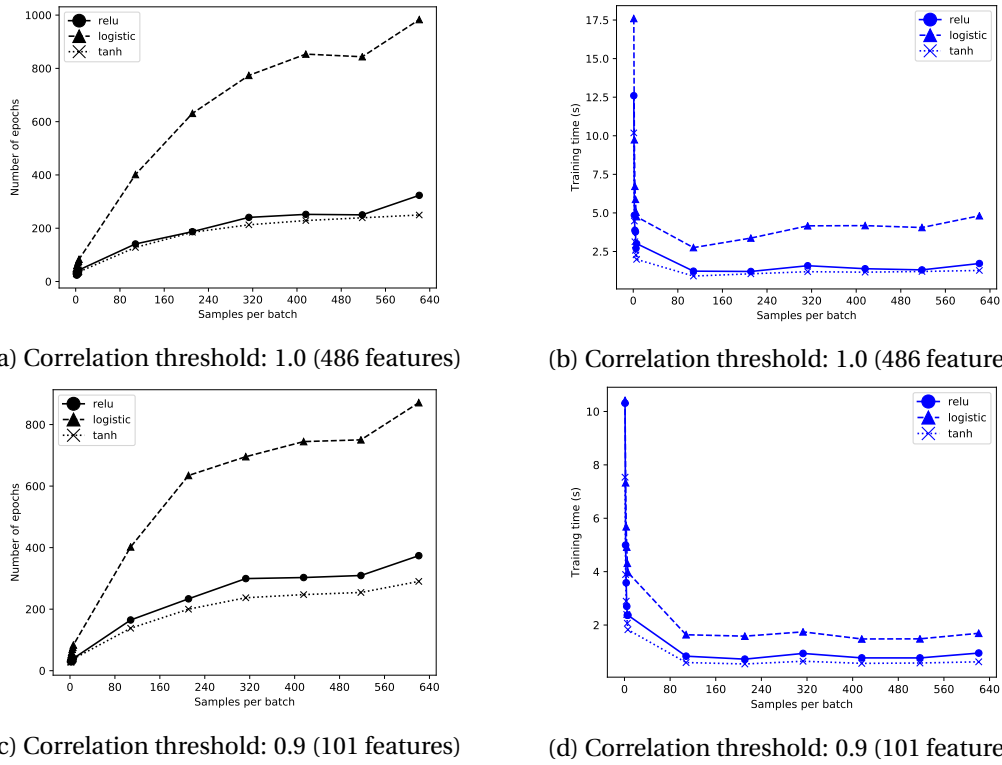 1000
800
600
400
200
0
Number of epochs
relu
logistic
tanh
0 80 160 240 320 400 480 560 640
Samples per batch
17.5
15.0
12.5
10.0
7.5
5.0
2.5
Training time (s)
relu
logistic
tanh
0 80 160 240 320 400 480 560 640
Samples per batch
a) Correlation threshold: 1.0 (486 features)
(b) Correlation threshold: 1.0 (486 feature
800
600
400
200
0
Number of epochs
relu
logistic
tanh
0 80 160 240 320 400 480 560 640
Samples per batch
10
8
6
4
2
Training time (s)
relu
logistic
tanh
0 80 160 240 320 400 480 560 640
Samples per batch
c) Correlation threshold: 0.9 (101 features)
(d) Correlation threshold: 0.9 (101 feature